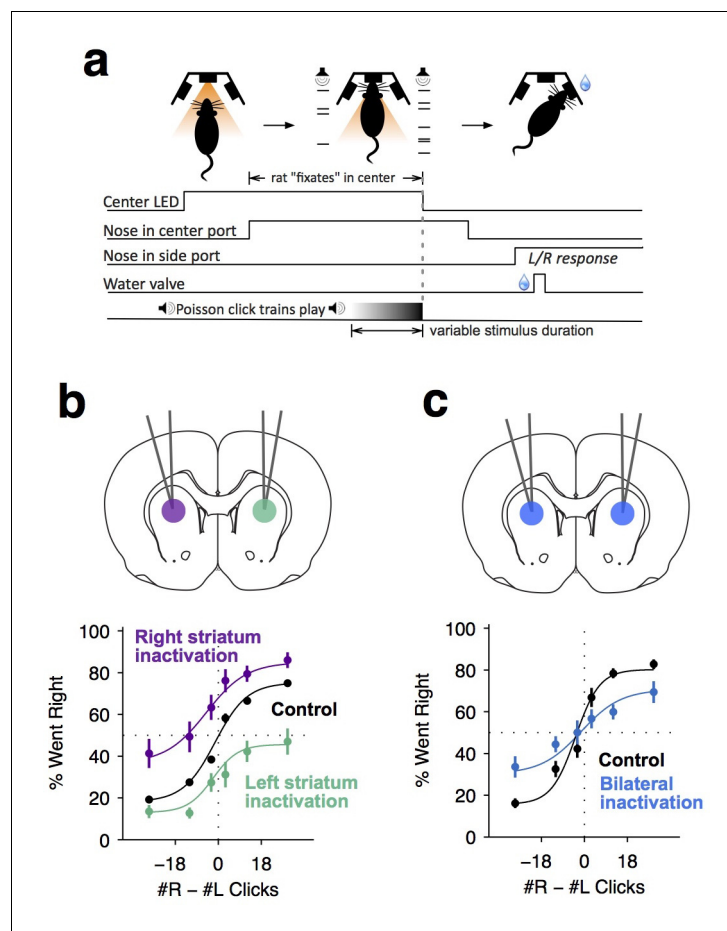 a
rat "fixates" in center
Center LED
Nose in center port
Nose in side port
L/R response
Water valve
Poisson click trains play
variable stimulus duration
b
c
100
80
60
40
20
0
% Went Right
Right striatum
inactivation
Control
Left striatum
inactivation
−18 0 18
#R − #L Clicks
100
80
60
40
20
0
% Went Right
Control
Bilateral
inactivation
−18 0 18
#R − #L Clicks